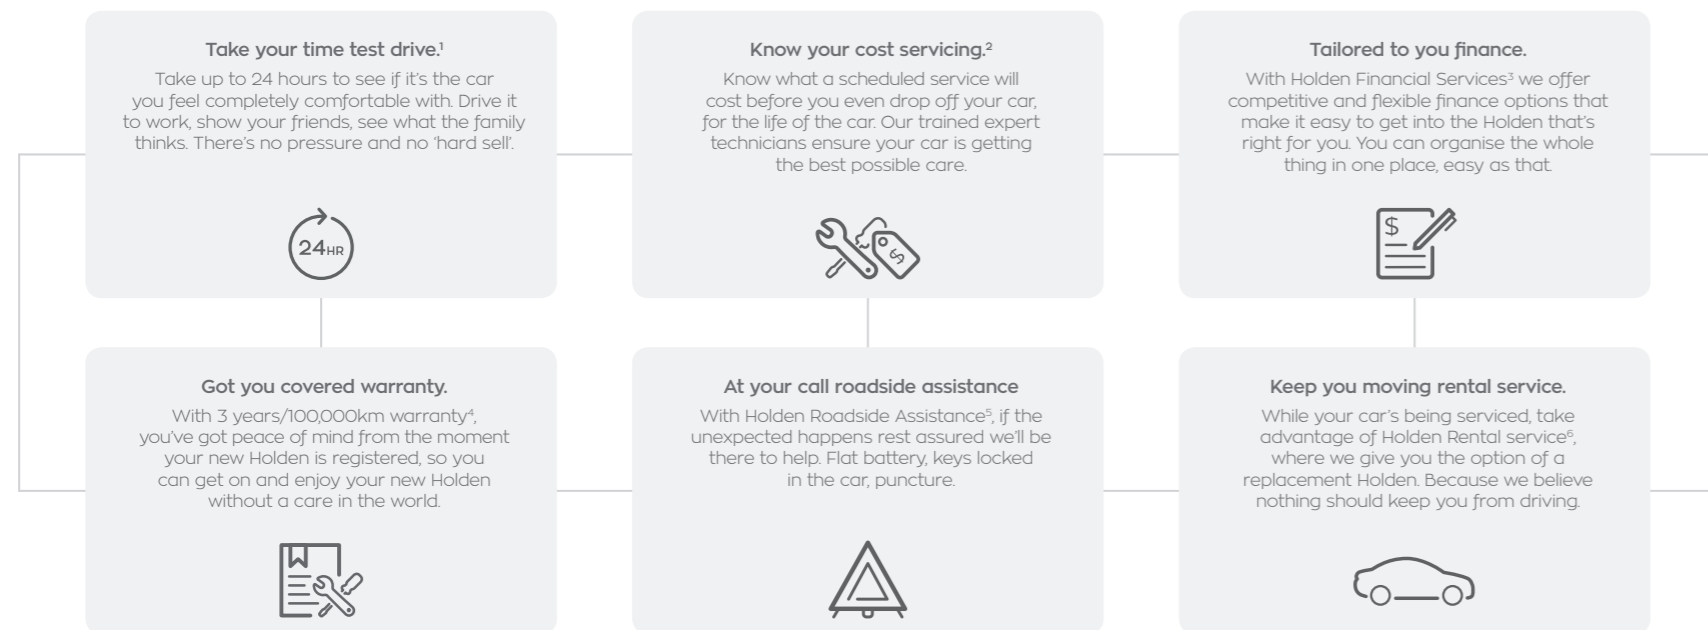 Take your time test drive.¹
Take up to 24 hours to see if it's the car
you feel completely comfortable with. Drive it
to work, show your friends, see what the family
thinks. There's no pressure and no 'hard sell'.
24HR
Know your cost servicing.²
Know what a scheduled service will
cost before you even drop off your car,
for the life of the car. Our trained expert
technicians ensure your car is getting
the best possible care.
$
Tailored to you finance.
With Holden Financial Services³ we offer
competitive and flexible finance options that
make it easy to get into the Holden that's
right for you. You can organise the whole
thing in one place, easy as that.
$
Got you covered warranty.
With 3 years/100,000km warranty⁴,
you've got peace of mind from the moment
your new Holden is registered, so you
can get on and enjoy your new Holden
without a care in the world.
At your call roadside assistance
With Holden Roadside Assistance⁵, if the
unexpected happens rest assured we'll be
there to help. Flat battery, keys locked
in the car, puncture.
Keep you moving rental service.
While your car's being serviced, take
advantage of Holden Rental service⁶,
where we give you the option of a
replacement Holden. Because we believe
nothing should keep you from driving.